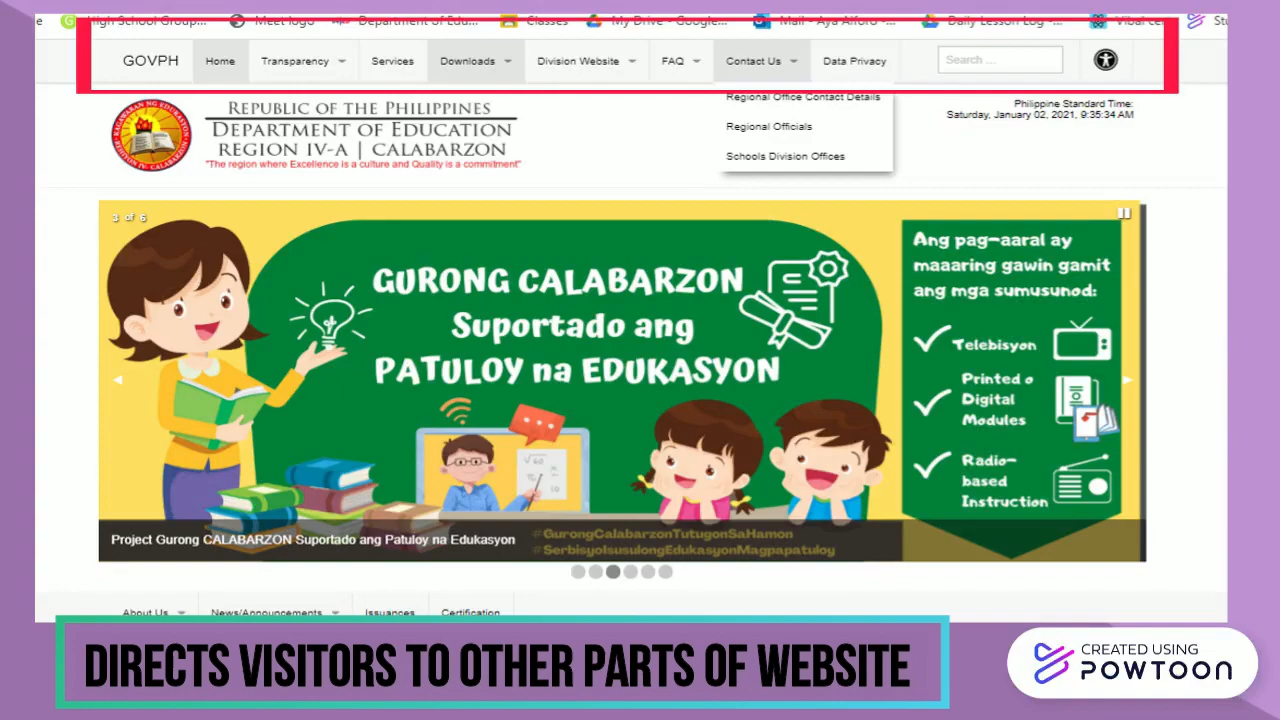 High School Group...
Meet logo
Department of Edu...
Classes
My Drive - Google...
Mail - Aya Alforo -...
Daily Lesson Log -...
GOVPH
Home
Transparency
Services
Downloads
Division Website
FAQ
Contact Us
Data Privacy
Search ...
Regional Office Contact Details
Regional Officials
Schools Division Offices
REPUBLIC OF THE PHILIPPINES
DEPARTMENT OF EDUCATION
REGION IV-A | CALABARZON
"The region where Excellence is a culture and Quality is a commitment"
Philippine Standard Time:
Saturday, January 02, 2021, 9:35:34 AM
3 of 6
GURONG CALABARZON
Suportado ang
PATULOY na EDUKASYON
Ang pag-aaral ay
maaaring gawin gamit
ang mga sumusunod:
Telebisyon
Printed o
Digital
Modules
Radio-
based
Instruction
Project Gurong CALABARZON Suportado ang Patuloy na Edukasyon
#GurongCalabarzonTutugonSaHamon
#SerbisyoIsusulongEdukasyonMagpapatuloy
About Us
News/Announcements
Issuances
Certification
DIRECTS VISITORS TO OTHER PARTS OF WEBSITE
CREATED USING
POWTOON